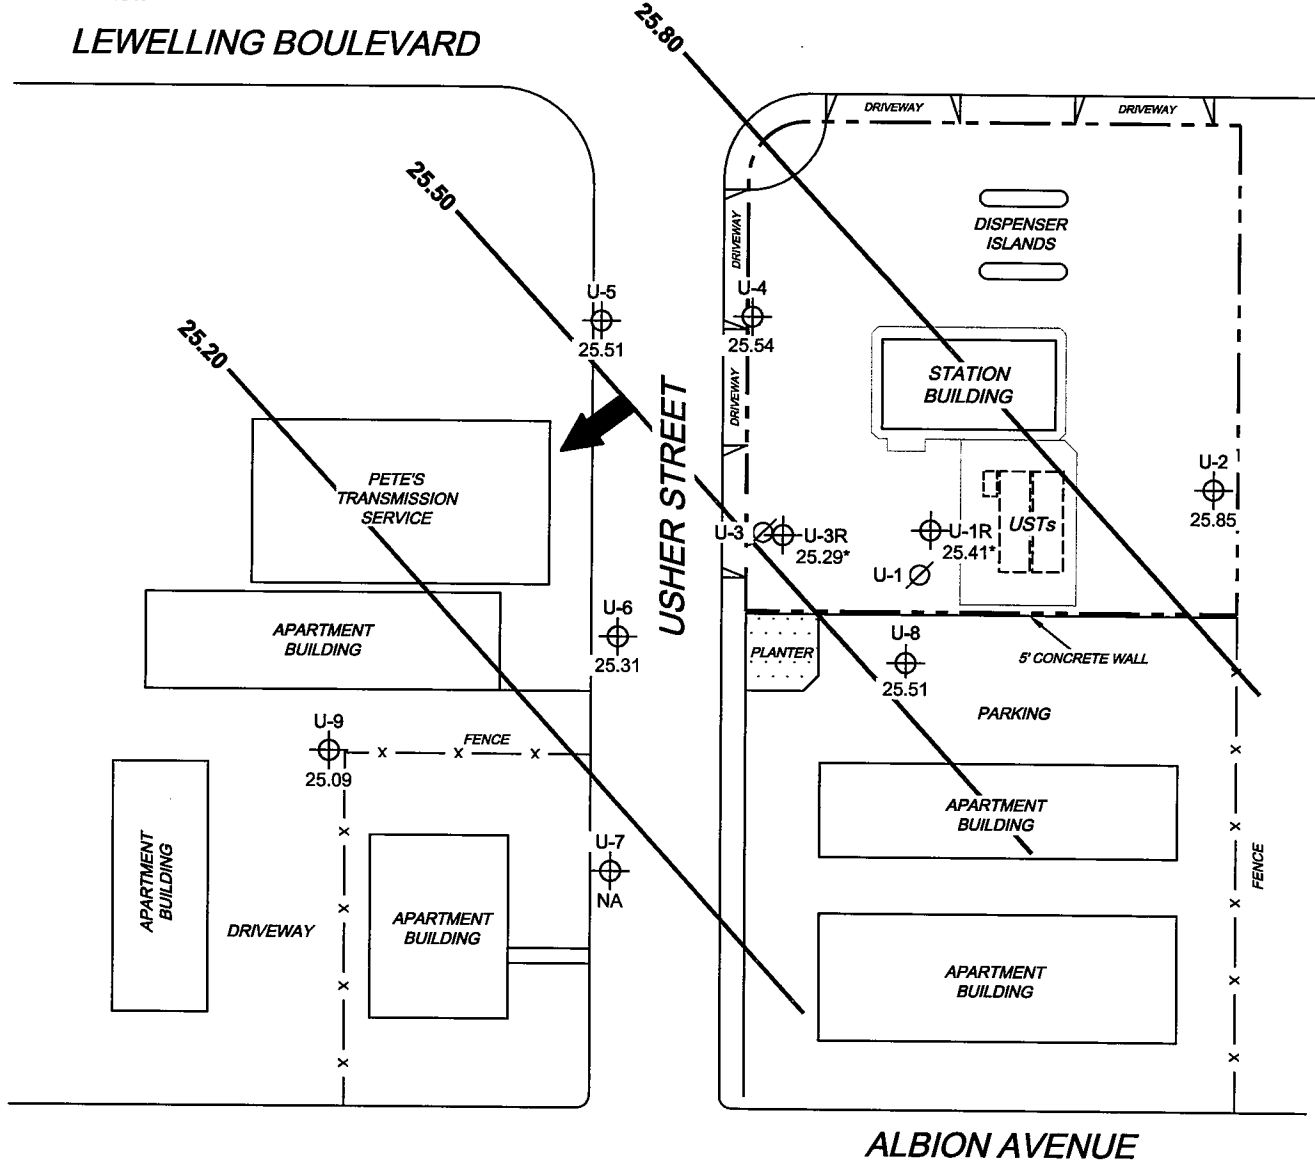 LEWELLING BOULEVARD
25.80
DRIVEWAY
DRIVEWAY
25.50
DRIVEWAY
DISPENSER
ISLANDS
U-5
25.51
U-4
25.54
25.20
STATION
BUILDING
DRIVEWAY
USHER STREET
PETE'S
TRANSMISSION
SERVICE
U-2
25.85
U-3
U-3R
25.29*
U-1R
25.41*
USTs
U-1
U-6
25.31
APARTMENT
BUILDING
PLANTER
U-8
25.51
5' CONCRETE WALL
PARKING
U-9
25.09
x
x
FENCE
x
x
x
APARTMENT
BUILDING
x
x
U-7
NA
APARTMENT
BUILDING
DRIVEWAY
x
x
x
APARTMENT
BUILDING
FENCE
x
x
x
x
APARTMENT
BUILDING
ALBION AVENUE